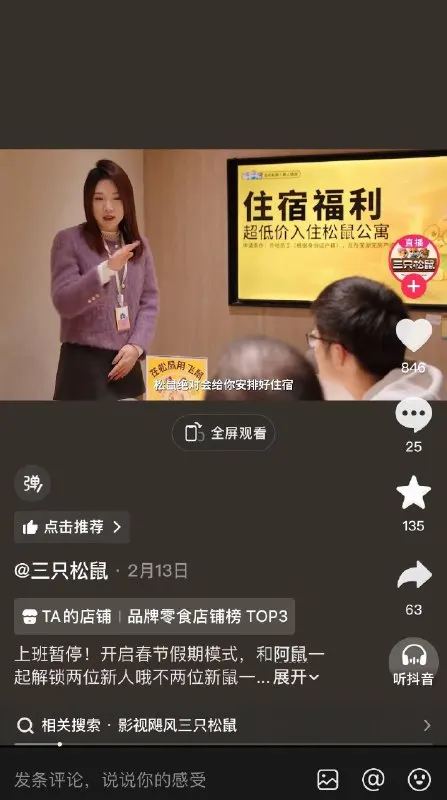 住宿福利
超低价入住松鼠公寓
直播
三只松鼠
松鼠绝对会给你安排好住宿
846
全屏观看
25
弹
点击推荐
135
@三只松鼠 · 2月13日
63
TA的店铺 | 品牌零食店铺榜 TOP3
上班暂停！开启春节假期模式，和阿鼠一
起解锁两位新人哦不两位新鼠一... 展开
听抖音
相关搜索 · 影视飓风三只松鼠
发条评论，说说你的感受